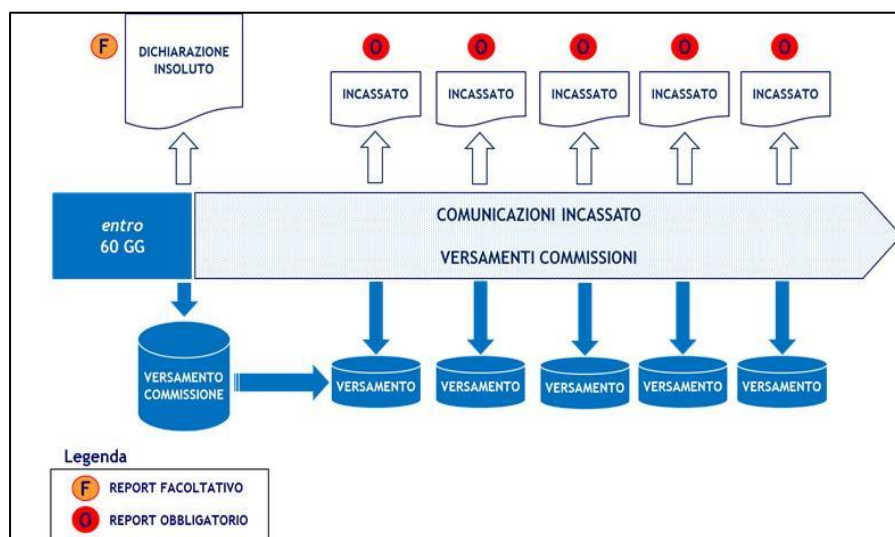 F
DICHIARAZIONE
INSOLUTO
O O O O O
INCASSATO INCASSATO INCASSATO INCASSATO INCASSATO
entro
60 GG
COMUNICAZIONI INCASSATO
VERSAMENTI COMMISSIONI
VERSAMENTO
COMMISSIONE
VERSAMENTO VERSAMENTO VERSAMENTO VERSAMENTO VERSAMENTO
Legenda
F REPORT FACOLTATIVO
O REPORT OBBLIGATORIO